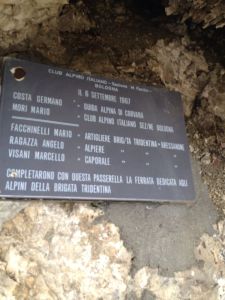 CLUB ALPINO ITALIANO - Sezione M. Fantin -
BOLOGNA
IL 6 SETTEMBRE 1967
COSTA GERMANO • GUIDA ALPINA DI CORVARA
MORI MARIO • CLUB ALPINO ITALIANO SEZ/NE BOLOGNA
FACCHINELLI MARIO • ARTIGLIERE BRIG/TA TRIDENTINA • BRESSANONE
RAGAZZA ANGELO • ALPIERE " " "
VISANI MARCELLO • CAPORALE " " "
COMPLETARONO CON QUESTA PASSERELLA LA FERRATA DEDICATA AGLI
ALPINI DELLA BRIGATA TRIDENTINA